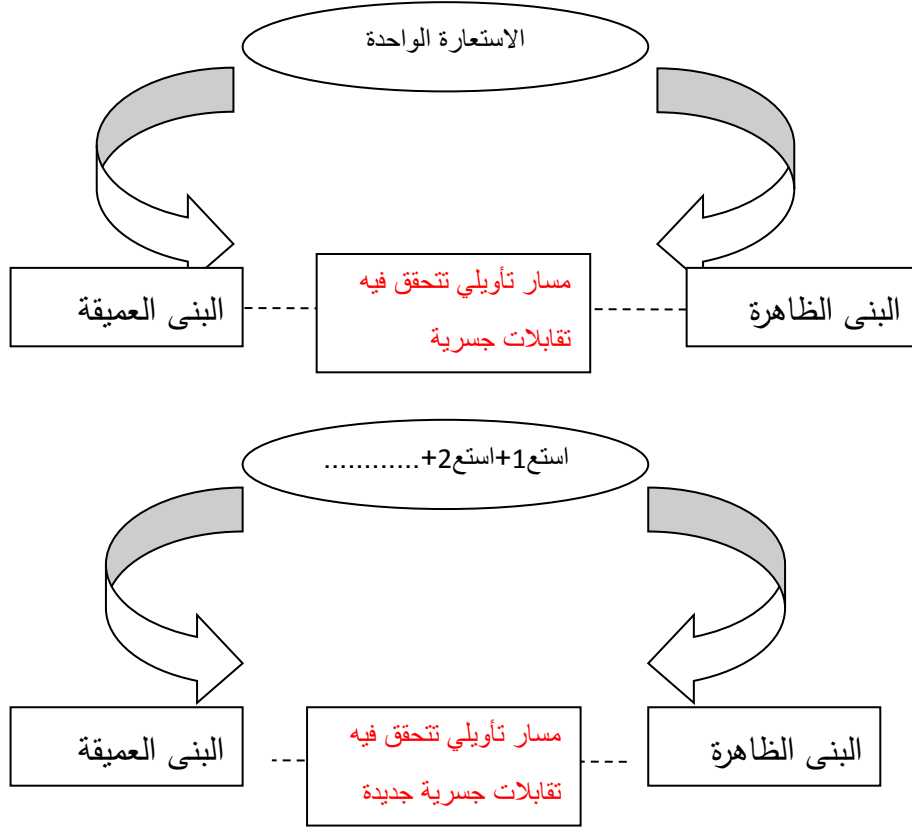 الاستعارة الواحدة
البنى الظاهرة
مسار تأويلي تتحقق فيه
تقابلات جسرية
البنى العميقة
استع1+استع2+............
البنى الظاهرة
مسار تأويلي تتحقق فيه
تقابلات جسرية جديدة
البنى العميقة